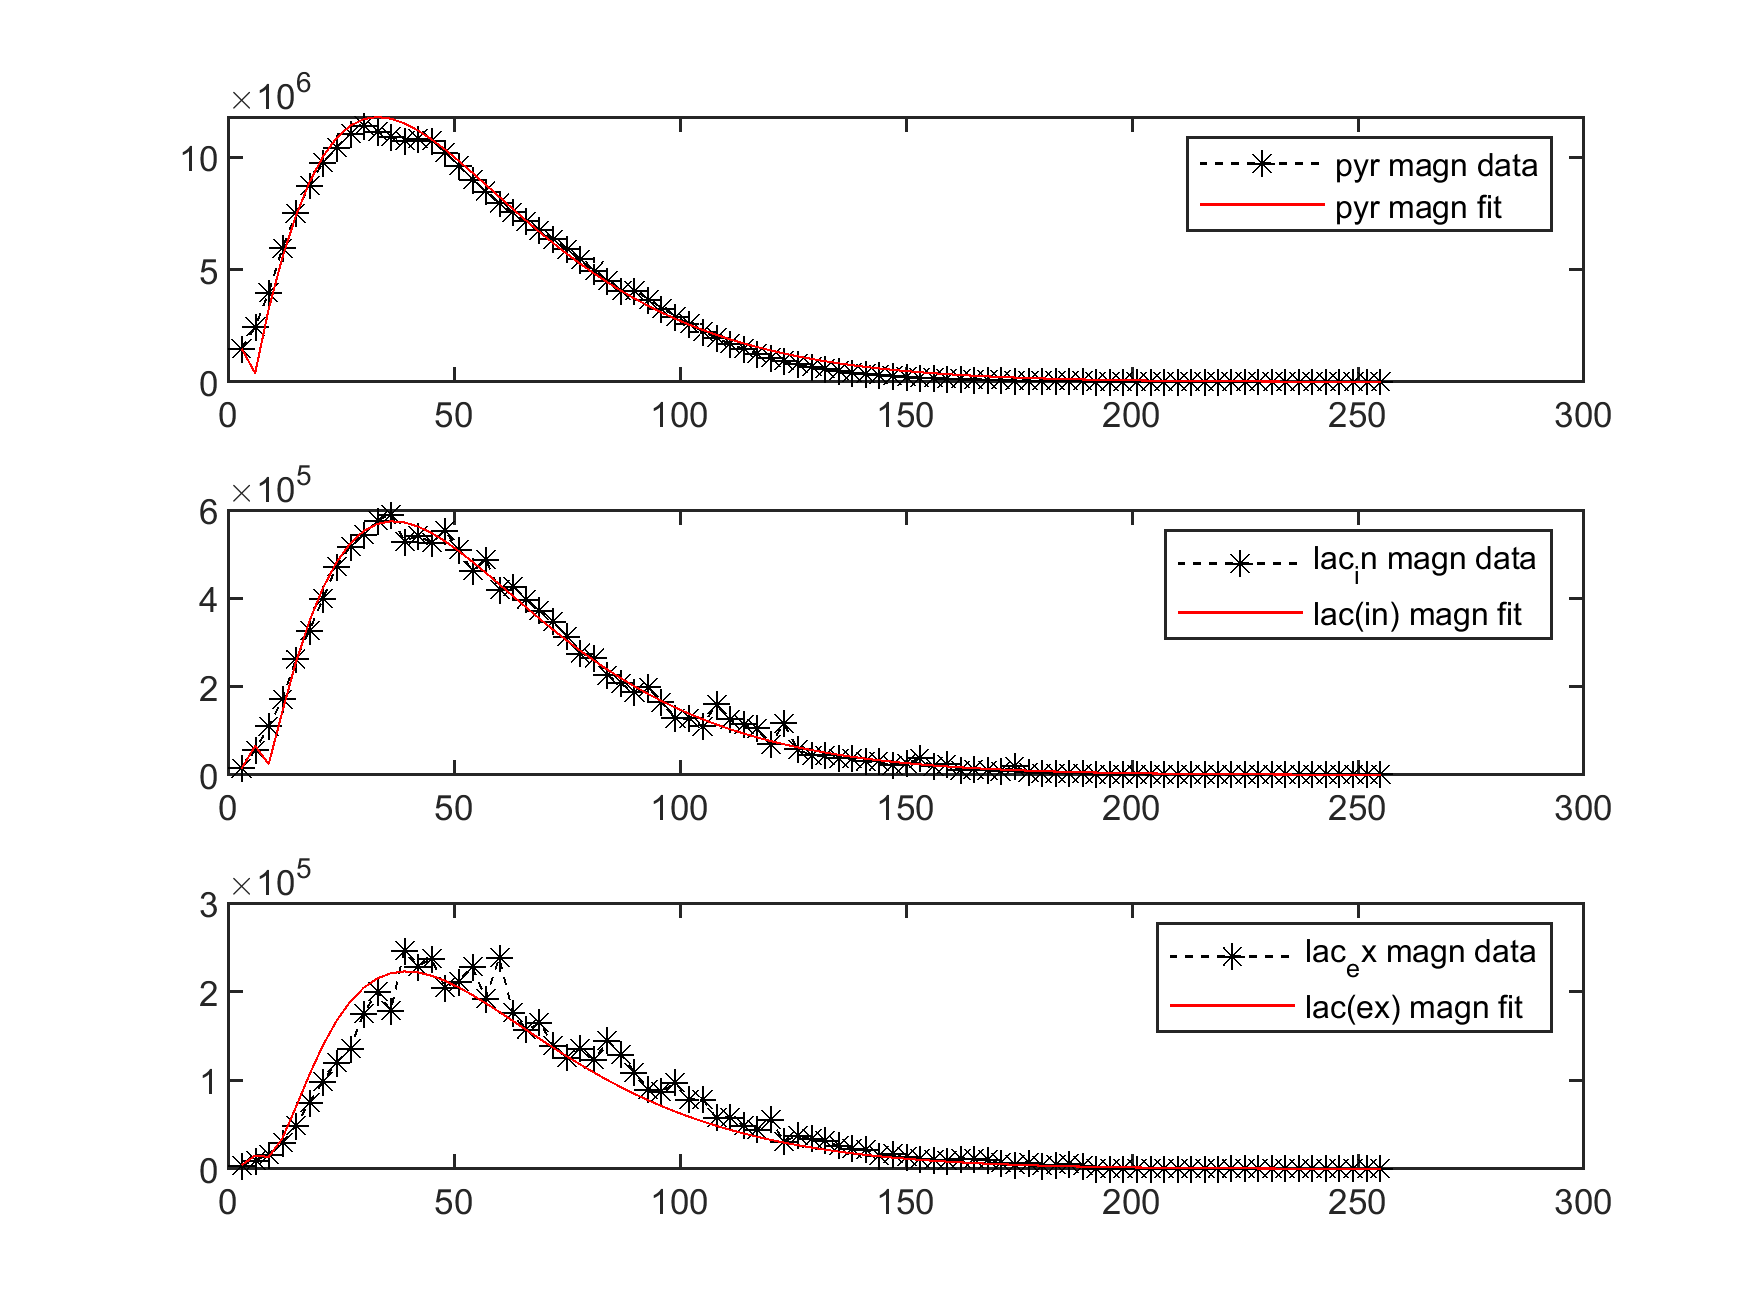 ×10^6
10
5
0
0 50 100 150 200 250 300
pyr magn data
pyr magn fit
×10^5
6
4
2
0
0 50 100 150 200 250 300
lac_in magn data
lac(in) magn fit
×10^5
3
2
1
0
0 50 100 150 200 250 300
lac_ex magn data
lac(ex) magn fit